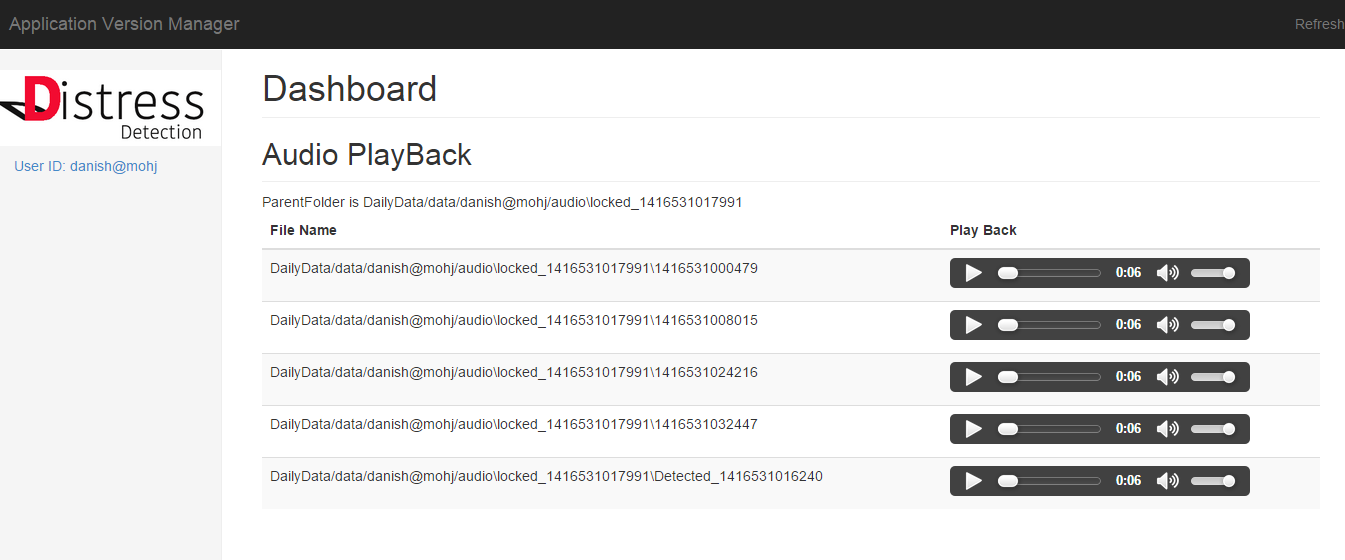 Application Version Manager
Refresh
Distress
Detection
User ID: danish@mohj
Dashboard
Audio PlayBack
ParentFolder is DailyData/data/danish@mohj/audio\locked_1416531017991
File Name Play Back
DailyData/data/danish@mohj/audio\locked_1416531017991\1416531000479 0:06
DailyData/data/danish@mohj/audio\locked_1416531017991\1416531008015 0:06
DailyData/data/danish@mohj/audio\locked_1416531017991\1416531024216 0:06
DailyData/data/danish@mohj/audio\locked_1416531017991\1416531032447 0:06
DailyData/data/danish@mohj/audio\locked_1416531017991\Detected_1416531016240 0:06